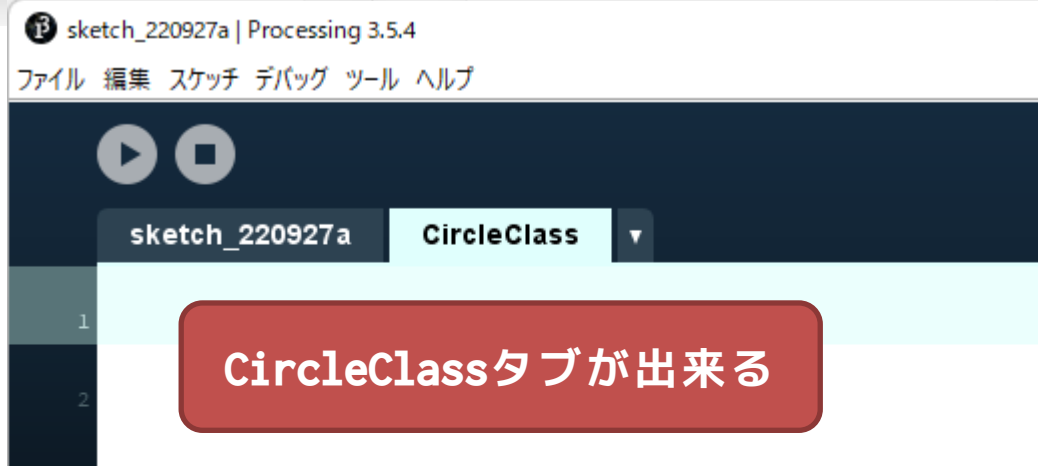 sketch_220927a | Processing 3.5.4
ファイル 編集 スケッチ デバッグ ツール ヘルプ
sketch_220927a CircleClass ▼
1
CircleClassタブが出来る
2